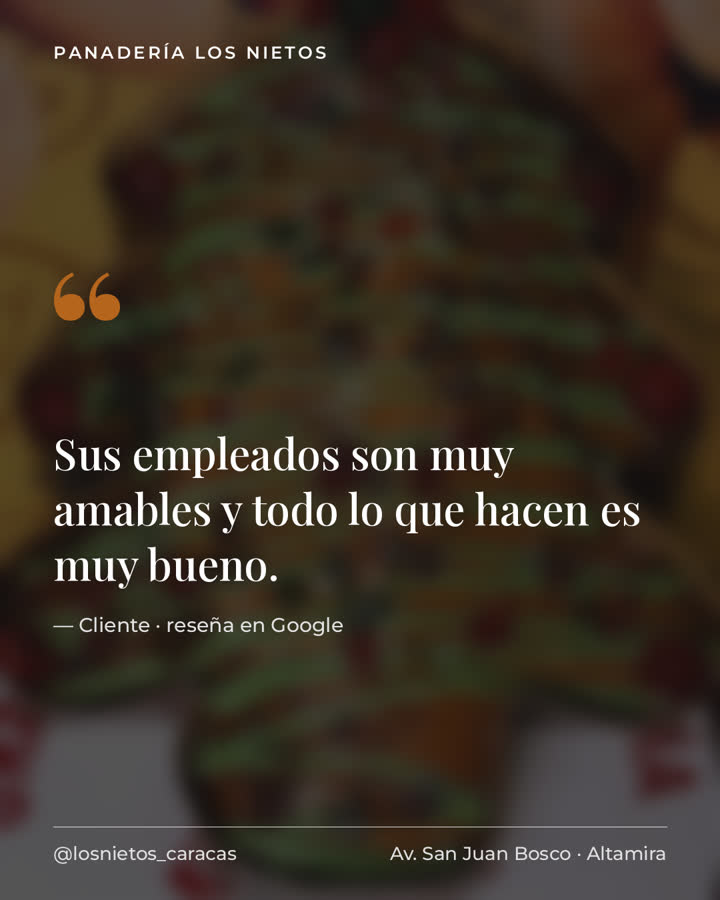 PANADERÍA LOS NIETOS
“
Sus empleados son muy
amables y todo lo que hacen es
muy bueno.
— Cliente · reseña en Google
@losnietos_caracas
Av. San Juan Bosco · Altamira